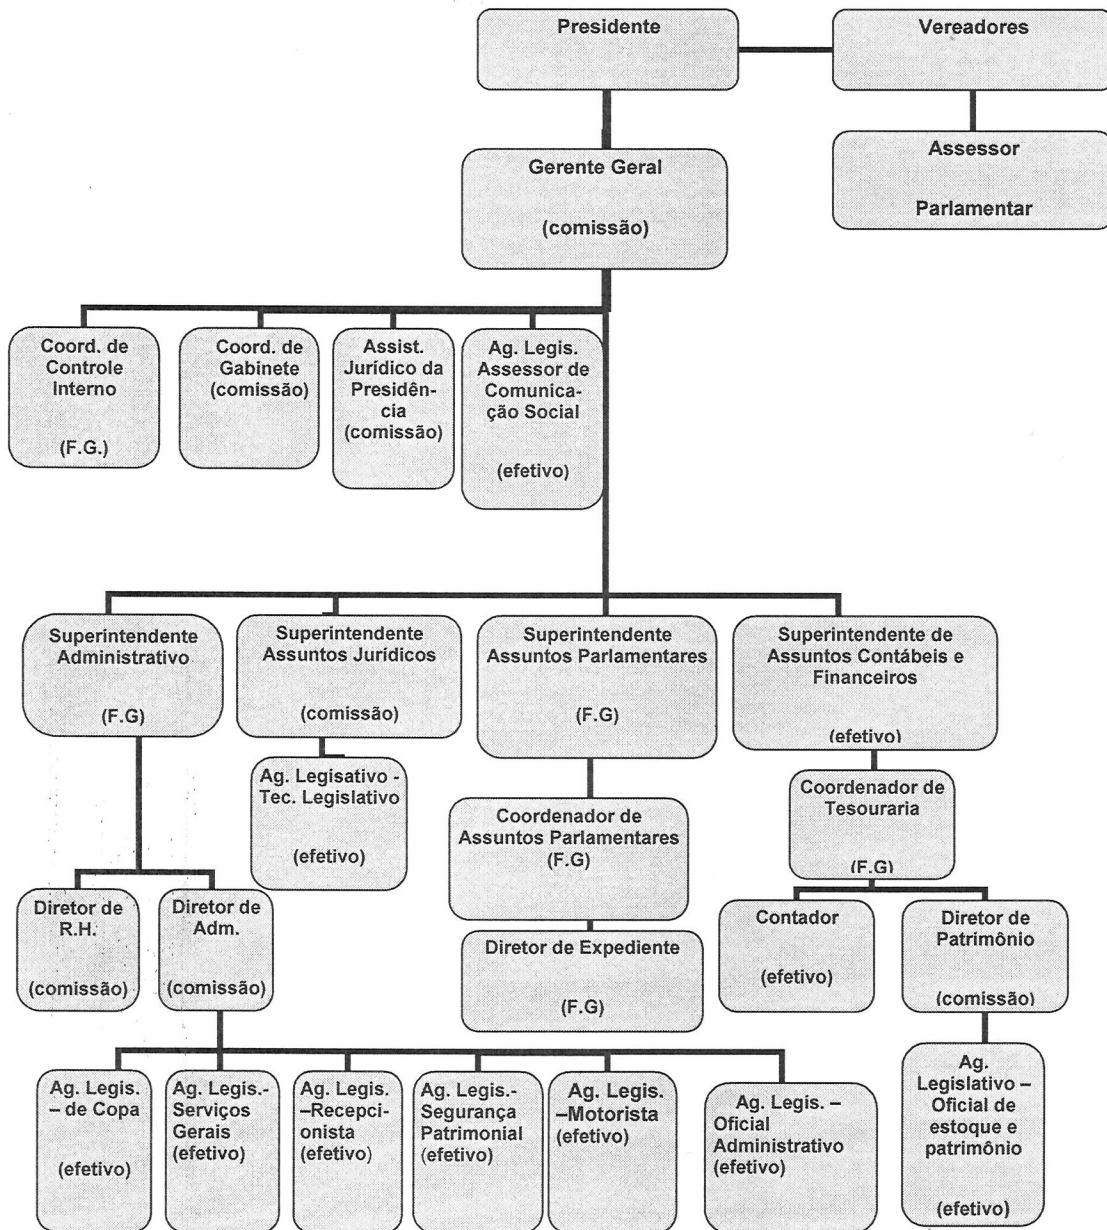 Presidente
Vereadores
Assessor
Parlamentar
Gerente Geral
(comissão)
Coord. de
Controle
Interno
(F.G.)
Coord. de
Gabinete
(comissão)
Assist.
Jurídico da
Presidên-
cia
(comissão)
Ag. Legis.
Assessor de
Comunica-
ção Social
(efetivo)
Superintendente
Administrativo
(F.G)
Superintendente
Assuntos Jurídicos
(comissão)
Superintendente
Assuntos Parlamentares
(F.G)
Superintendente de
Assuntos Contábeis e
Financeiros
(efetivo)
Ag. Legisativo -
Tec. Legislativo
(efetivo)
Coordenador de
Assuntos Parlamentares
(F.G)
Coordenador de
Tesouraria
(F.G)
Diretor de
R.H.
(comissão)
Diretor de
Adm.
(comissão)
Diretor de Expediente
(F.G)
Contador
(efetivo)
Diretor de
Patrimônio
(comissão)
Ag. Legis.
– de Copa
(efetivo)
Ag. Legis.-
Serviços
Gerais
(efetivo)
Ag. Legis.
–Recepci-
onista
(efetivo)
Ag. Legis.-
Segurança
Patrimonial
(efetivo)
Ag. Legis.
–Motorista
(efetivo)
Ag. Legis. –
Oficial
Administrativo
(efetivo)
Ag.
Legislativo –
Oficial de
estoque e
patrimônio
(efetivo)